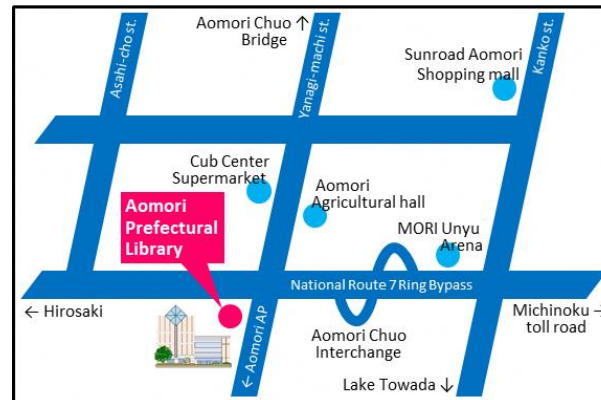 Aomori Chuo ↑
Bridge
Asahi-cho st.
Yanagi-machi st.
Kanko st.
Sunroad Aomori
Shopping mall
Cub Center
Supermarket
Aomori
Agricultural hall
Aomori
Prefectural
Library
MORI Unyu
Arena
National Route 7 Ring Bypass
← Hirosaki
Michinoku →
toll road
Aomori Chuo
Interchange
← Aomori AP
Lake Towada ↓